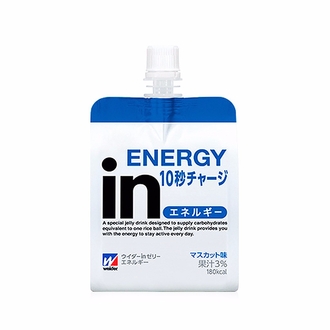 ENERGY
in 10秒チャージ
エネルギー
A special jelly drink designed to supply carbohydrates
equivalent to one rice ball. The jelly drink provides you
with the energy to stay active every day.
W
weider
ウイダーinゼリー
エネルギー
マスカット味
果汁3%
180kcal